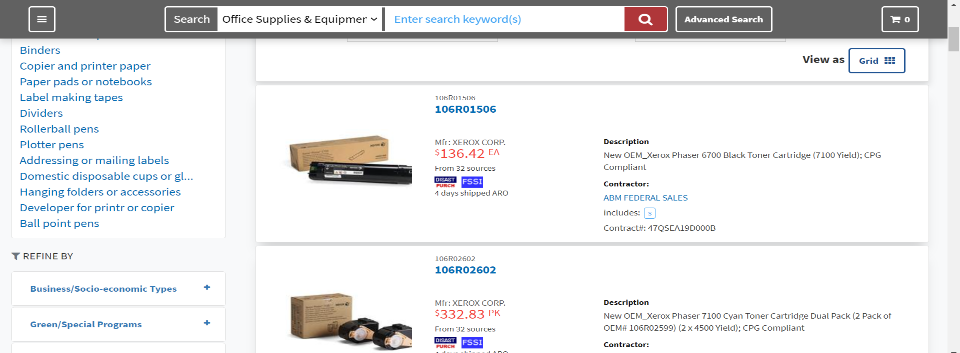 Search Office Supplies & Equipmer Enter search keyword(s) Advanced Search 0
Binders
Copier and printer paper
Paper pads or notebooks
Label making tapes
Dividers
Rollerball pens
Plotter pens
Addressing or mailing labels
Domestic disposable cups or gl...
Hanging folders or accessories
Developer for printr or copier
Ball point pens
REFINE BY
Business/Socio-economic Types +
Green/Special Programs +
View as Grid
106R01506
106R01506
Mfr: XEROX CORP.
$136.42 EA
From 32 sources
DISAST PURCH FSSI
4 days shipped ARO
Description
New OEM_Xerox Phaser 6700 Black Toner Cartridge (7100 Yield); CPG
Compliant
Contractor:
ABM FEDERAL SALES
Includes: s
Contract#: 47QSEA19D000B
106R02602
106R02602
Mfr: XEROX CORP.
$332.83 PK
From 32 sources
DISAST PURCH FSSI
Description
New OEM_Xerox Phaser 7100 Cyan Toner Cartridge Dual Pack (2 Pack of
OEM# 106R02599) (2 x 4500 Yield); CPG Compliant
Contractor: